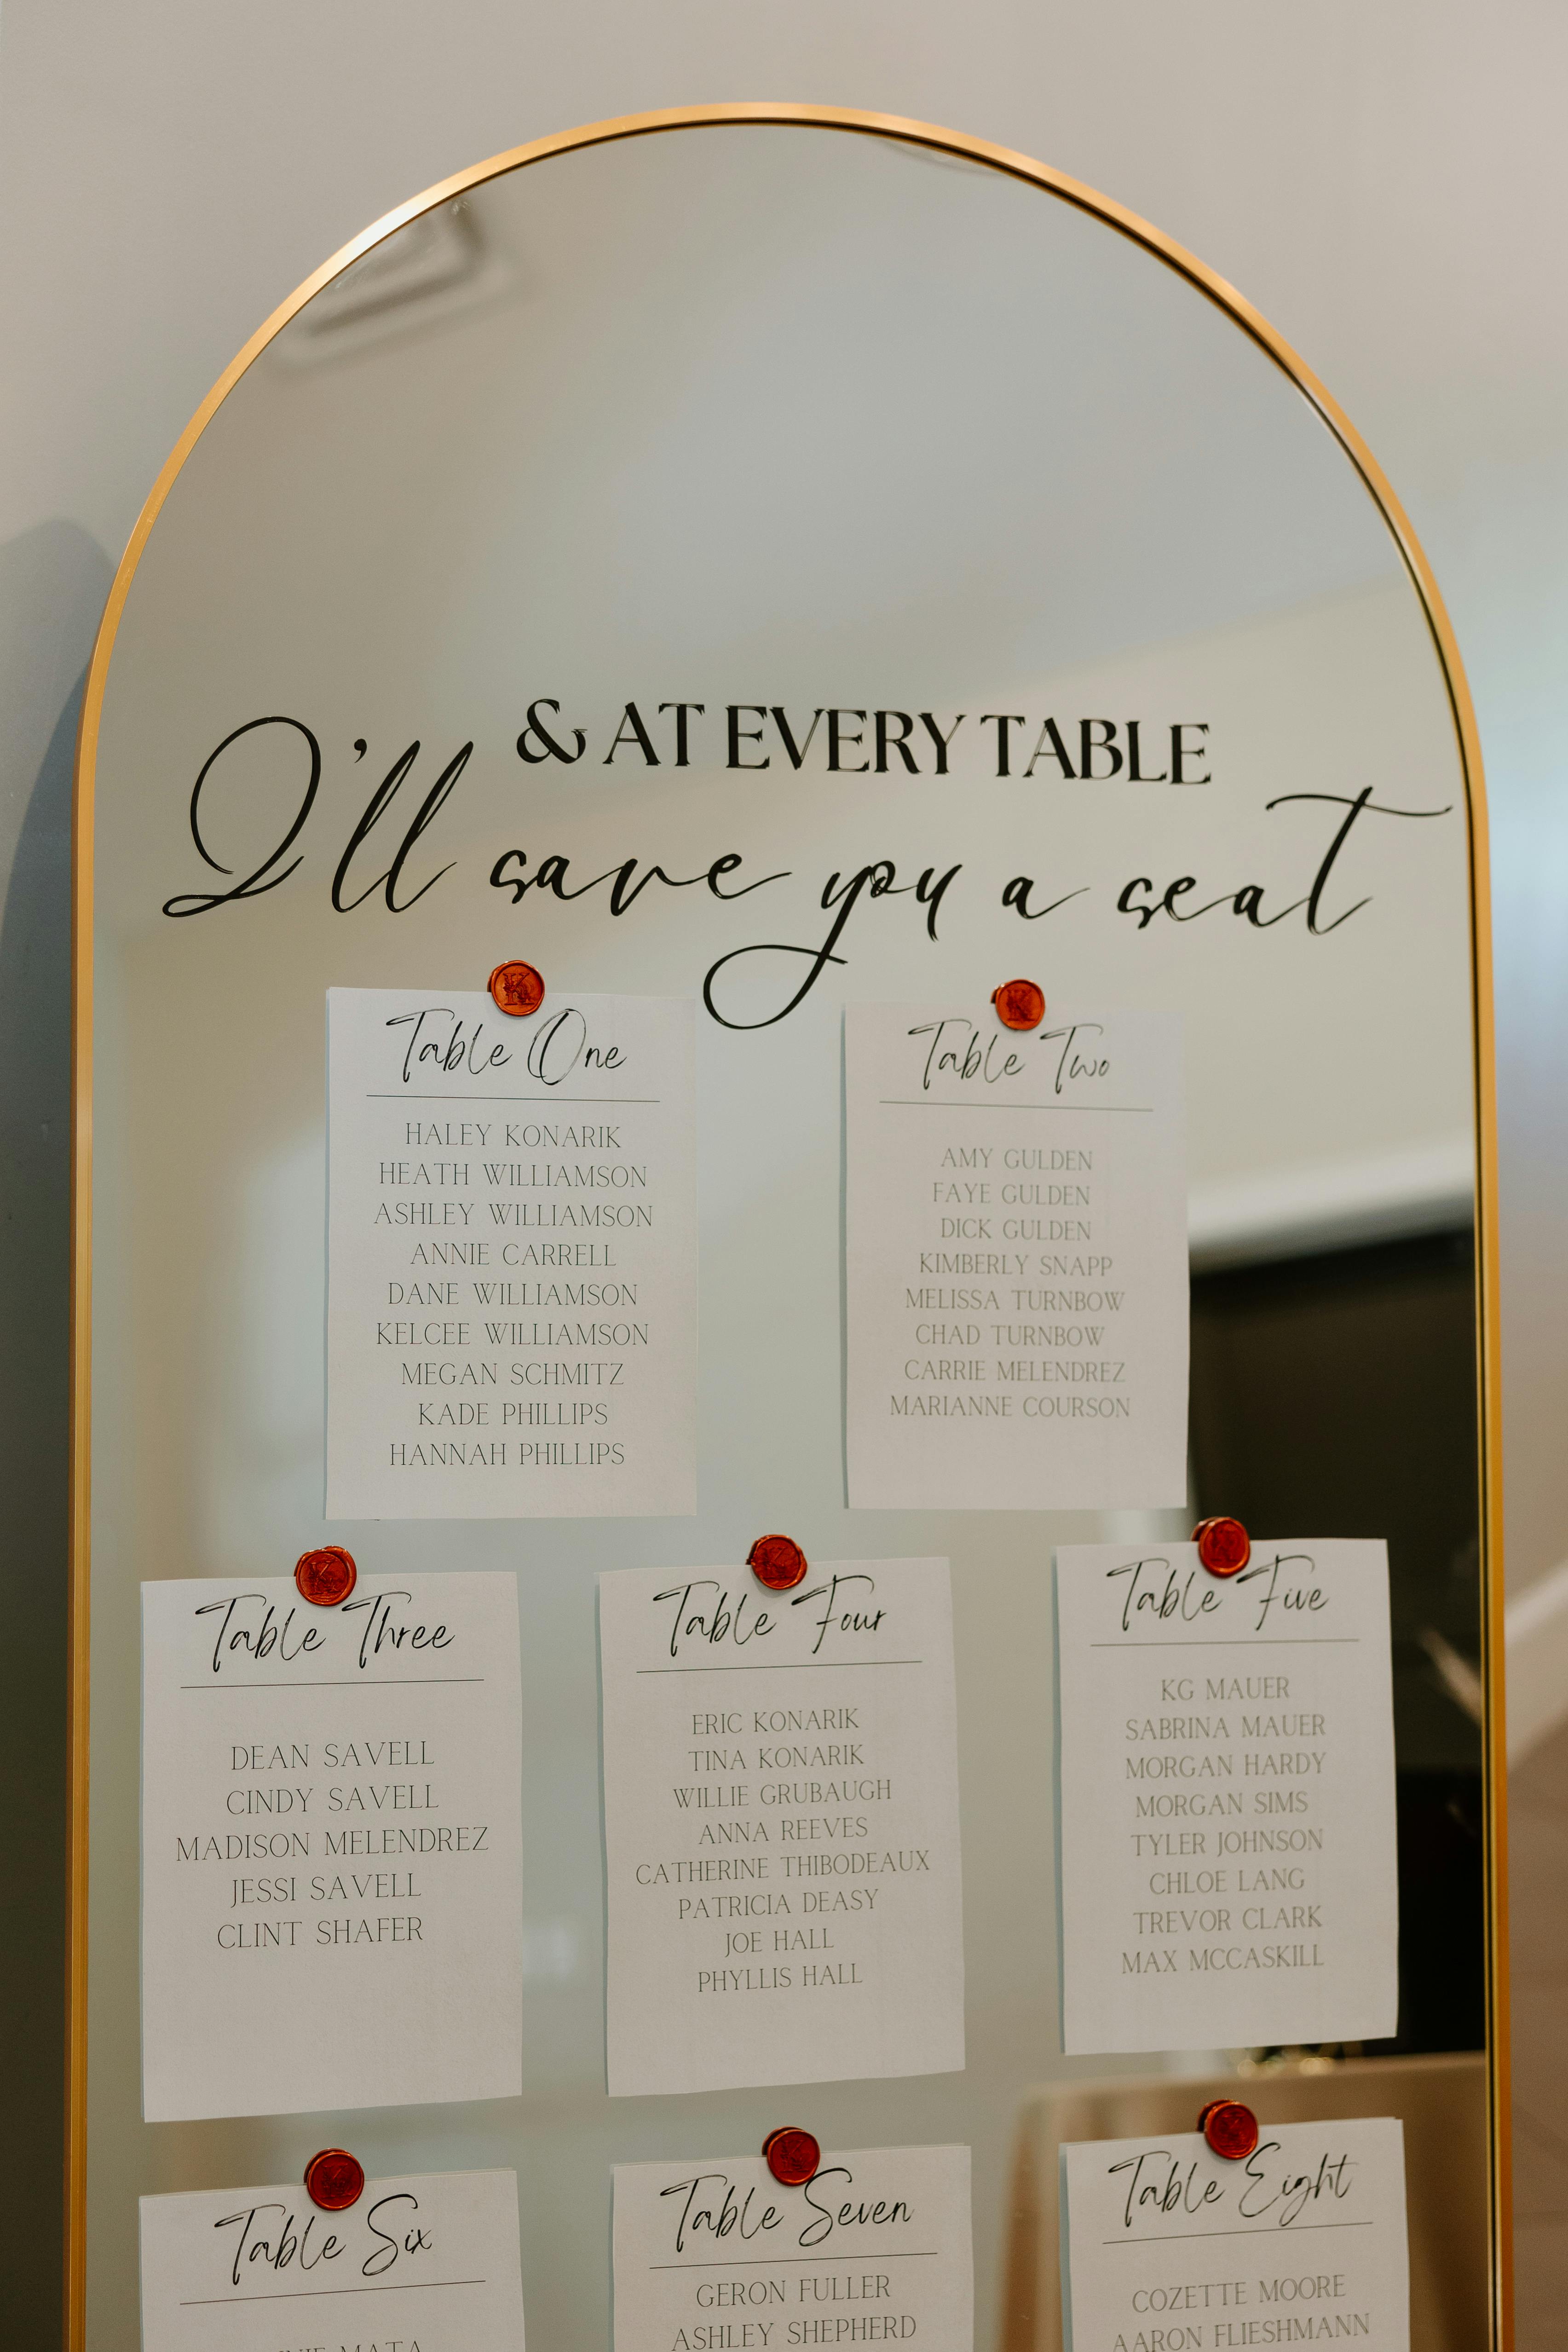 & AT EVERY TABLE
I'll save you a seat
Table One
HALEY KONARIK
HEATH WILLIAMSON
ASHLEY WILLIAMSON
ANNIE CARRELL
DANE WILLIAMSON
KELCEE WILLIAMSON
MEGAN SCHMITZ
KADE PHILLIPS
HANNAH PHILLIPS
Table Two
AMY GULDEN
FAYE GULDEN
DICK GULDEN
KIMBERLY SNAPP
MELISSA TURNBOW
CHAD TURNBOW
CARRIE MELENDREZ
MARIANNE COURSON
Table Three
DEAN SAVELL
CINDY SAVELL
MADISON MELENDREZ
JESSI SAVELL
CLINT SHAFER
Table Four
ERIC KONARIK
TINA KONARIK
WILLIE GRUBAUGH
ANNA REEVES
CATHERINE THIBODEAUX
PATRICIA DEASY
JOE HALL
PHYLLIS HALL
Table Five
KG MAUER
SABRINA MAUER
MORGAN HARDY
MORGAN SIMS
TYLER JOHNSON
CHLOE LANG
TREVOR CLARK
MAX MCCASKILL
Table Six
MATA
Table Seven
GERON FULLER
ASHLEY SHEPHERD
Table Eight
COZETTE MOORE
AARON FLIESHMANN